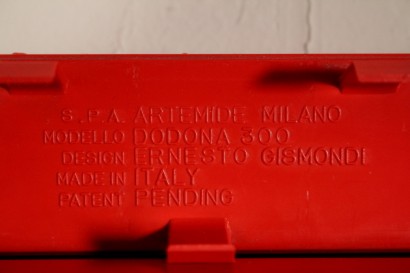 S.P.A. ARTEMIDE MILANO
MODELLO DODONA 300
DESIGN ERNESTO GISMONDI
MADE IN ITALY
PATENT PENDING